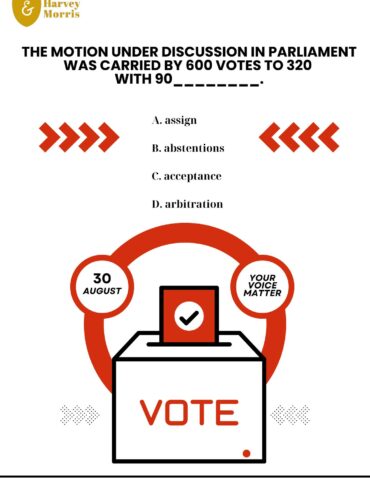 &
Harvey
Morris
THE MOTION UNDER DISCUSSION IN PARLIAMENT
WAS CARRIED BY 600 VOTES TO 320
WITH 90________.
A. assign
B. abstentions
C. acceptance
D. arbitration
30
AUGUST
YOUR
VOICE
MATTER
VOTE